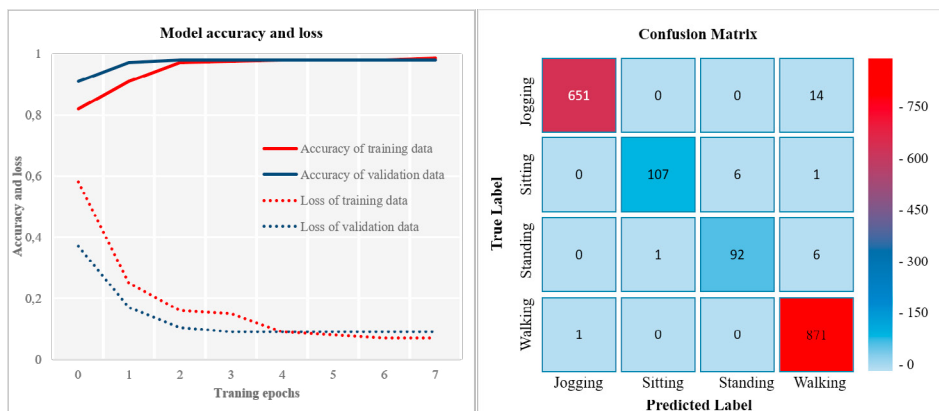 Model accuracy and loss
1
0,8
0,6
0,4
0,2
0
Accuracy and loss
Accuracy of training data
Accuracy of validation data
Loss of training data
Loss of validation data
0 1 2 3 4 5 6 7
Traning epochs
Confusion Matrix
True Label
Jogging 651 0 0 14
Sitting 0 107 6 1
Standing 0 1 92 6
Walking 1 0 0 871
Jogging Sitting Standing Walking
Predicted Label
- 750
- 600
- 450
- 300
- 150
- 0